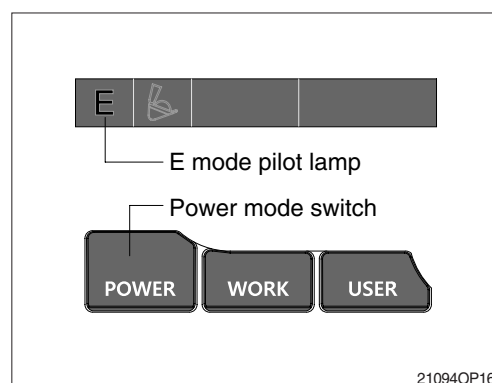 E
E mode pilot lamp
Power mode switch
POWER WORK USER
21094OP16